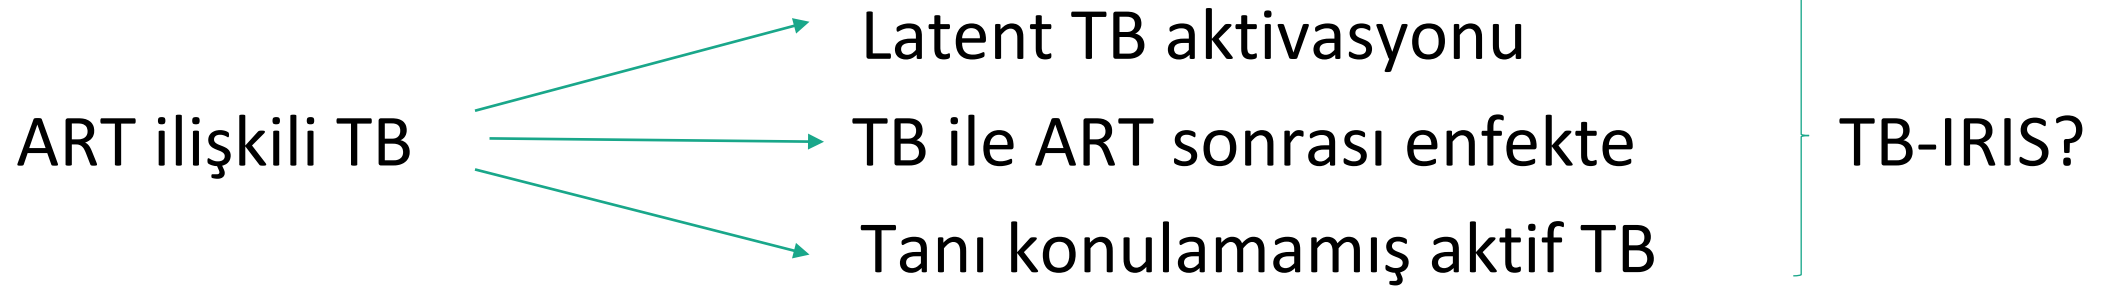 Latent TB aktivasyonu
ART ilişkili TB
TB ile ART sonrası enfekte
TB-IRIS?
Tanı konulamamış aktif TB